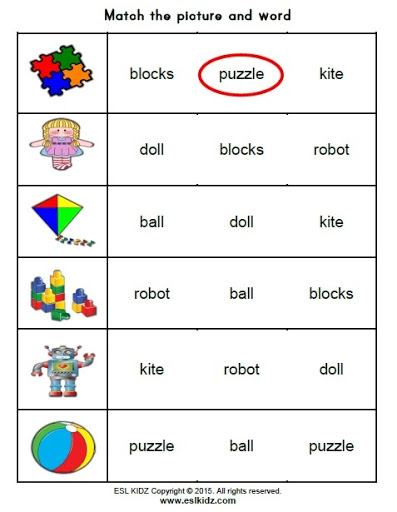 Match the picture and word
blocks puzzle kite
doll blocks robot
ball doll kite
robot ball blocks
kite robot doll
puzzle ball puzzle
ESL KIDZ Copyright © 2015. All rights reserved.
www.eslkidz.com